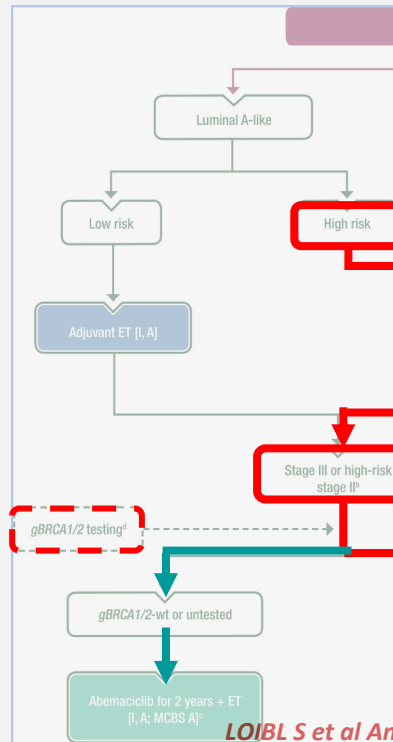 Luminal A-like
Low risk
High risk
Adjuvant ET [I, A]
Stage III or high-risk
stage IIᵇ
gBRCA1/2 testingᵈ
gBRCA1/2-wt or untested
Abemaciclib for 2 years + ET
[I, A; MCBS A]ᶜ
LOIBL S et al An